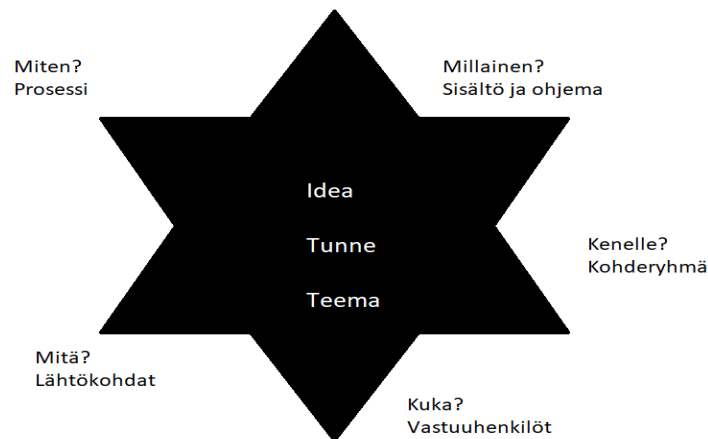 Miten?
Prosessi
Millainen?
Sisältö ja ohjema
Idea
Tunne
Teema
Kenelle?
Kohderyhmä
Mitä?
Lähtökohdat
Kuka?
Vastuuhenkilöt